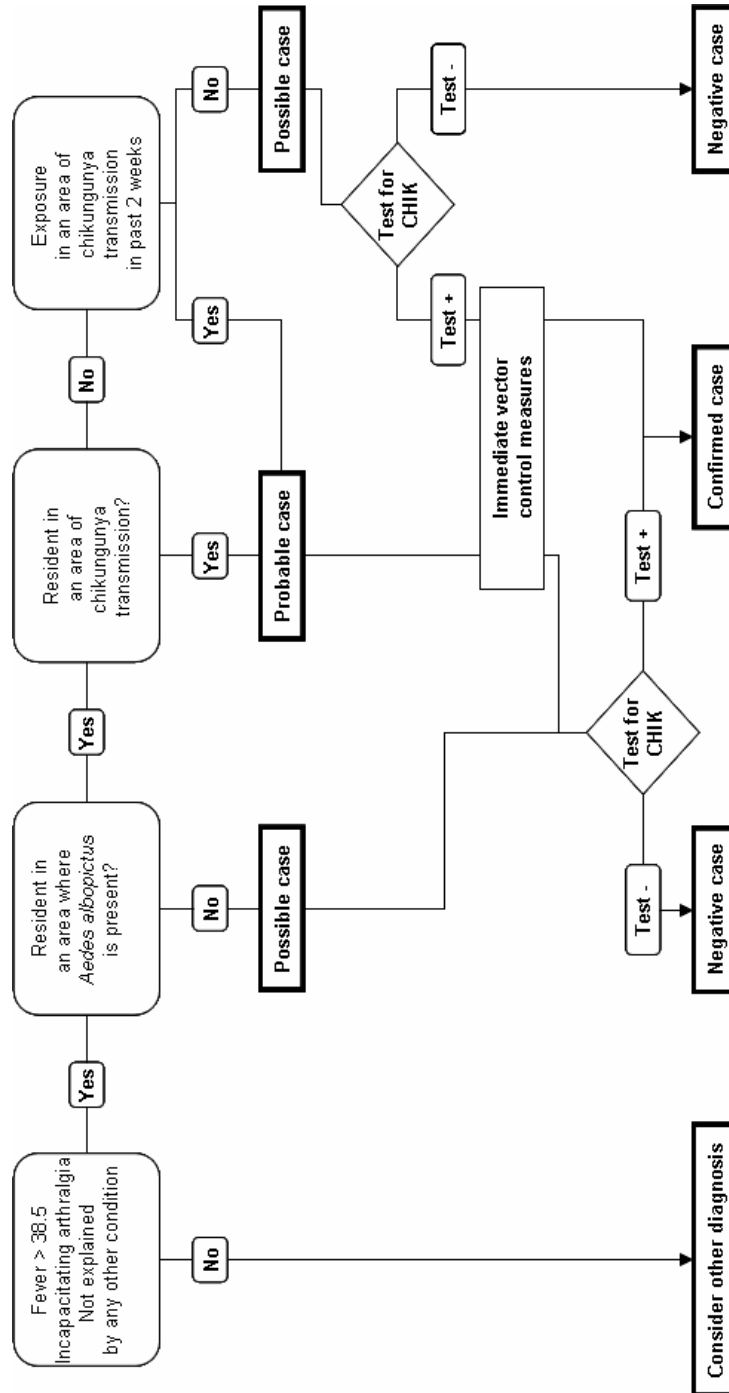 Fever > 38.5
Incapacitating arthralgia
Not explained
by any other condition
Yes
Resident in
an area where
Aedes albopictus
is present?
Yes
Resident in
an area of
chikungunya
transmission?
No
Exposure
in an area of
chikungunya
transmission
in past 2 weeks
No
No
Yes
Yes
No
Possible case
Probable case
Possible case
Test for
CHIK
Test +
Test -
Immediate vector
control measures
Test for
CHIK
Test -
Test +
Consider other diagnosis
Negative case
Confirmed case
Negative case